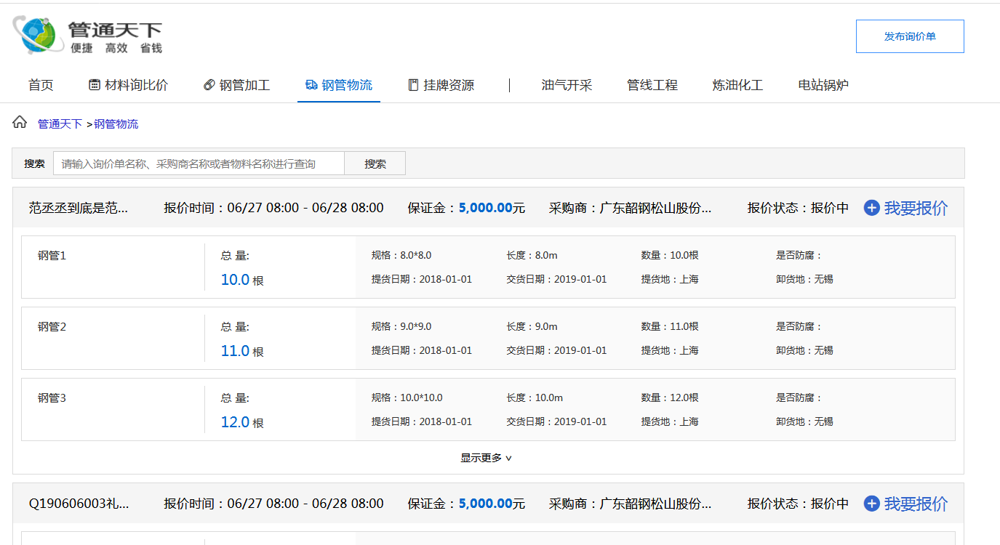 管通天下
便捷 高效 省钱
发布询价单
首页 材料询比价 钢管加工 钢管物流 挂牌资源 | 油气开采 管线工程 炼油化工 电站锅炉
管通天下 >钢管物流
搜索 请输入询价单名称、采购商名称或者物料名称进行查询 搜索
范丞丞到底是范... 报价时间：06/27 08:00 - 06/28 08:00 保证金：5,000.00元 采购商：广东韶钢松山股份... 报价状态：报价中 我要报价
钢管1 总 量: 规格：8.0*8.0 长度：8.0m 数量：10.0根 是否防腐：
10.0 根 提货日期：2018-01-01 交货日期：2019-01-01 提货地：上海 卸货地：无锡
钢管2 总 量: 规格：9.0*9.0 长度：9.0m 数量：11.0根 是否防腐：
11.0 根 提货日期：2018-01-01 交货日期：2019-01-01 提货地：上海 卸货地：无锡
钢管3 总 量: 规格：10.0*10.0 长度：10.0m 数量：12.0根 是否防腐：
12.0 根 提货日期：2018-01-01 交货日期：2019-01-01 提货地：上海 卸货地：无锡
显示更多
Q190606003礼... 报价时间：06/27 08:00 - 06/28 08:00 保证金：5,000.00元 采购商：广东韶钢松山股份... 报价状态：报价中 我要报价